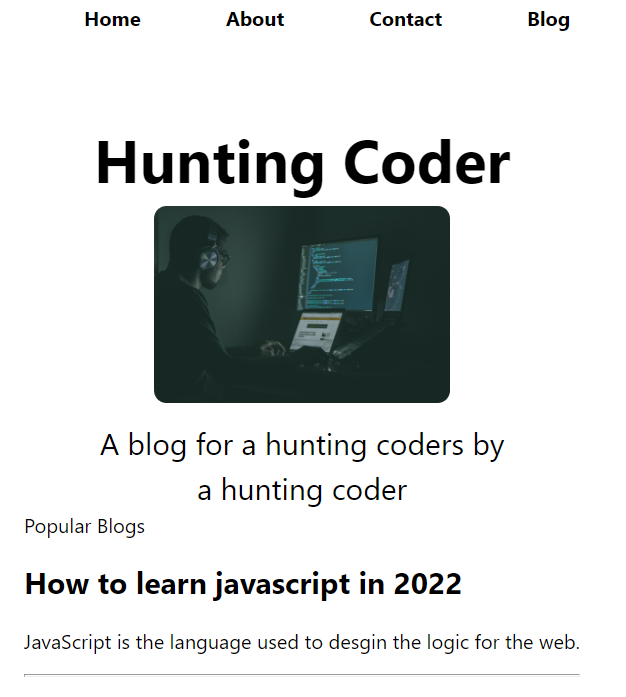 Home About Contact Blog
Hunting Coder
A blog for a hunting coders by
a hunting coder
Popular Blogs
How to learn javascript in 2022
JavaScript is the language used to desgin the logic for the web.